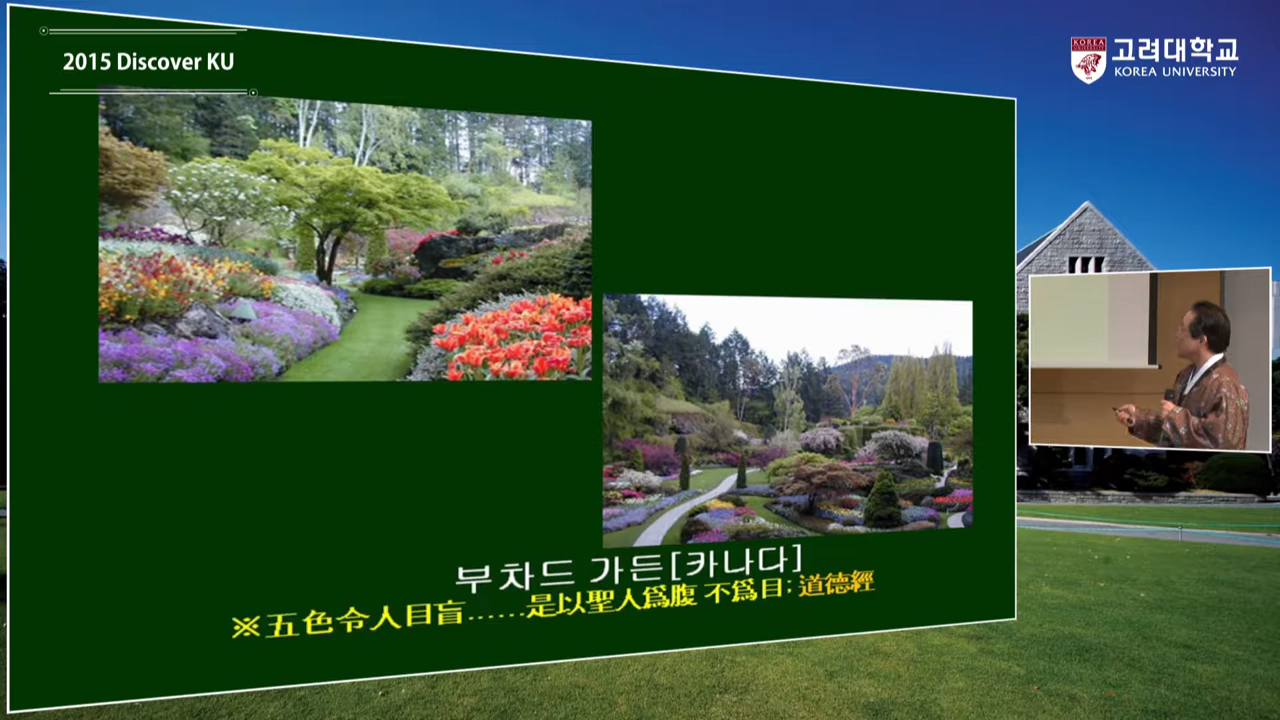 2015 Discover KU
KOREA
고려대학교
KOREA UNIVERSITY
부차드 가든[카나다]
※五色令人目盲......是以聖人爲腹 不爲目; 道德經